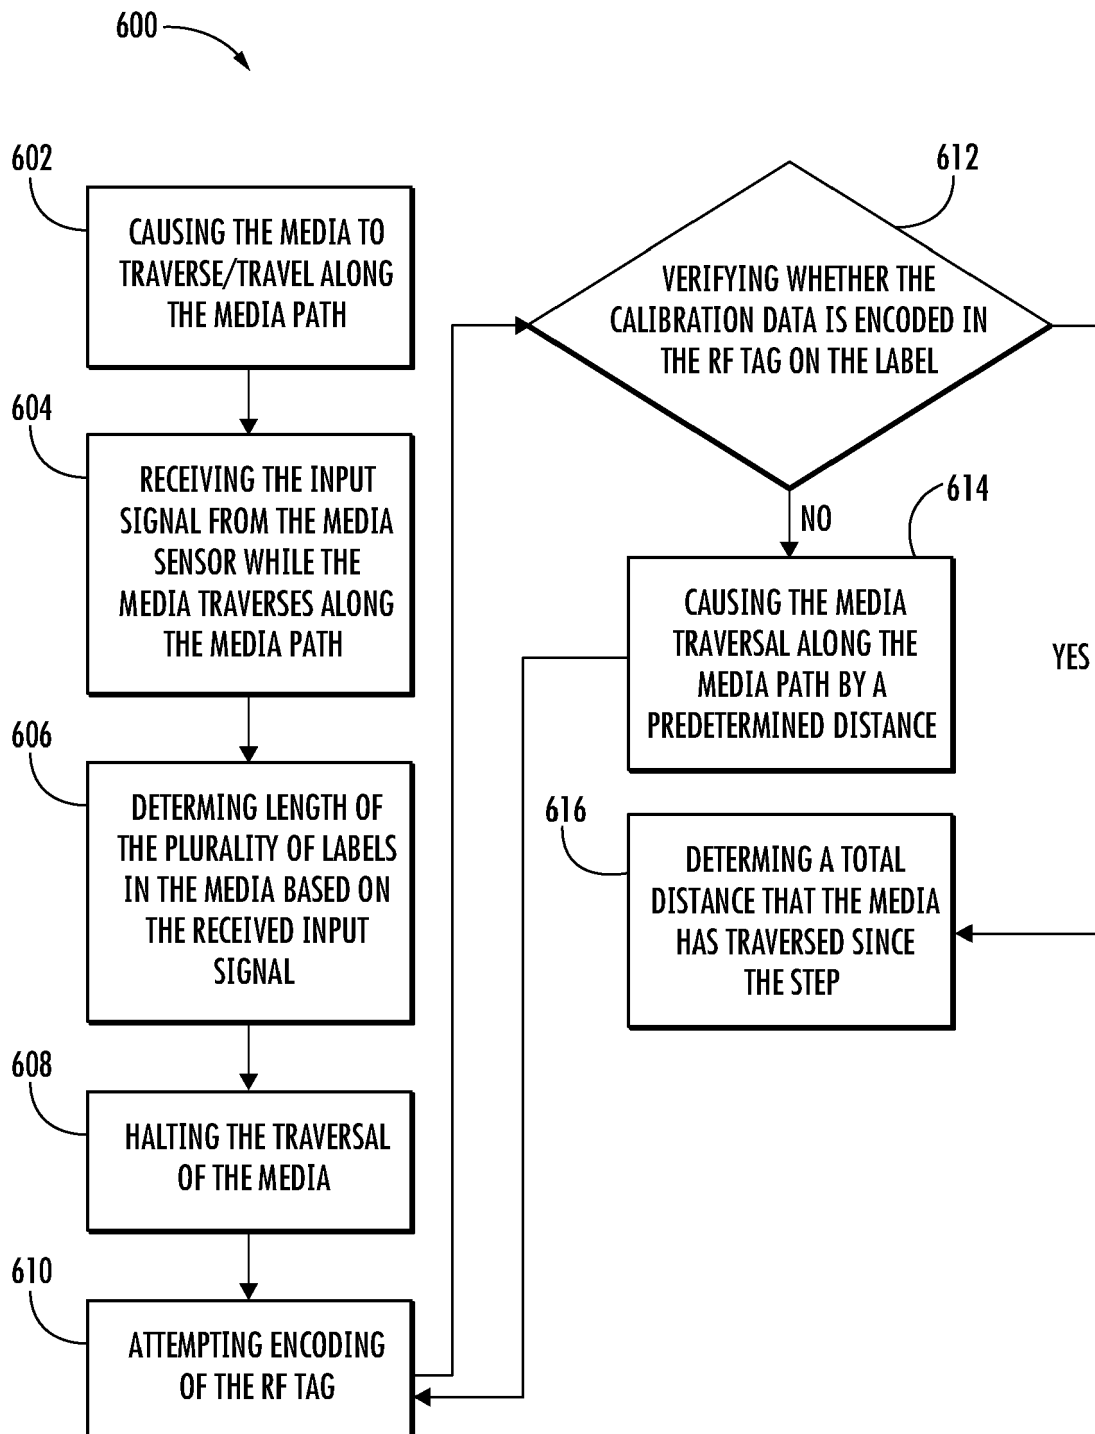 600
602
CAUSING THE MEDIA TO
TRAVERSE/TRAVEL ALONG
THE MEDIA PATH
604
RECEIVING THE INPUT
SIGNAL FROM THE MEDIA
SENSOR WHILE THE
MEDIA TRAVERSES ALONG
THE MEDIA PATH
606
DETERMING LENGTH OF
THE PLURALITY OF LABELS
IN THE MEDIA BASED ON
THE RECEIVED INPUT
SIGNAL
608
HALTING THE TRAVERSAL
OF THE MEDIA
610
ATTEMPTING ENCODING
OF THE RF TAG
612
VERIFYING WHETHER THE
CALIBRATION DATA IS ENCODED IN
THE RF TAG ON THE LABEL
NO
614
CAUSING THE MEDIA
TRAVERSAL ALONG THE
MEDIA PATH BY A
PREDETERMINED DISTANCE
YES
616
DETERMING A TOTAL
DISTANCE THAT THE MEDIA
HAS TRAVERSED SINCE
THE STEP